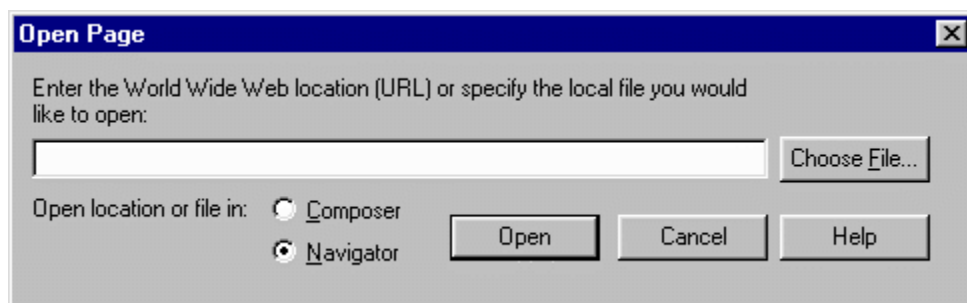 Open Page
Enter the World Wide Web location (URL) or specify the local file you would
like to open:
Choose File...
Open location or file in:
Composer
Navigator
Open
Cancel
Help